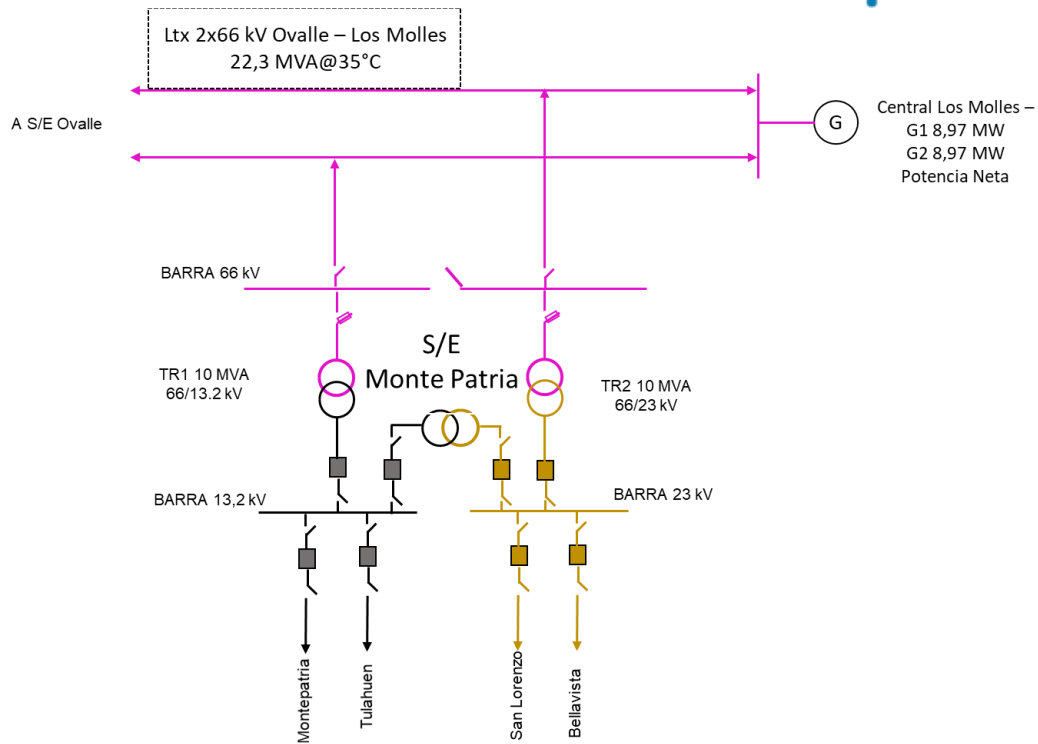 Ltx 2x66 kV Ovalle – Los Molles
22,3 MVA@35°C
A S/E Ovalle
G
Central Los Molles –
G1 8,97 MW
G2 8,97 MW
Potencia Neta
BARRA 66 kV
S/E
Monte Patria
TR1 10 MVA
66/13.2 kV
TR2 10 MVA
66/23 kV
BARRA 13,2 kV
BARRA 23 kV
Montepatria
Tulahuen
San Lorenzo
Bellavista